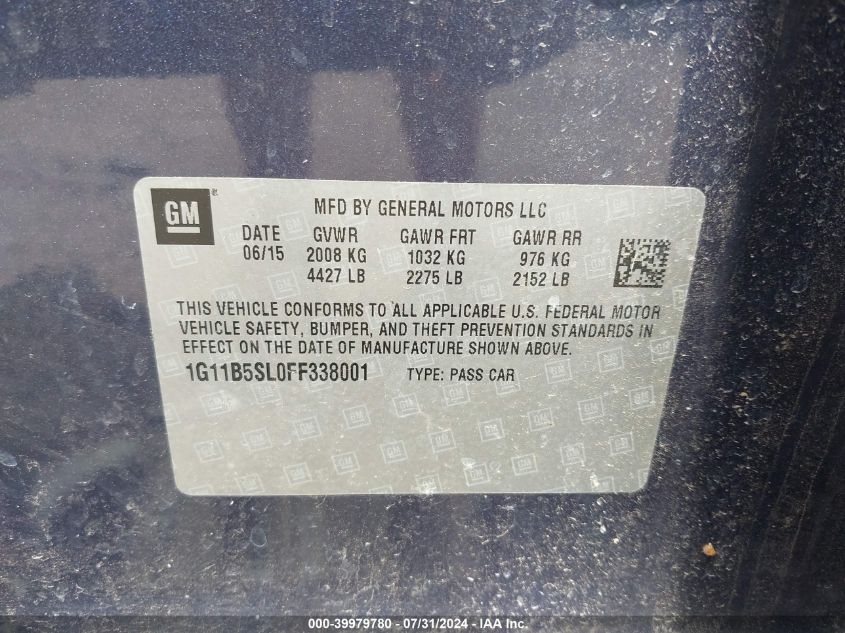 GM
MFD BY GENERAL MOTORS LLC
DATE GVWR GAWR FRT GAWR RR
06/15 2008 KG 1032 KG 976 KG
4427 LB 2275 LB 2152 LB
THIS VEHICLE CONFORMS TO ALL APPLICABLE U.S. FEDERAL MOTOR
VEHICLE SAFETY, BUMPER, AND THEFT PREVENTION STANDARDS IN
EFFECT ON THE DATE OF MANUFACTURE SHOWN ABOVE.
1G11B5SL0FF338001 TYPE: PASS CAR
000-39979780 - 07/31/2024 - IAA Inc.